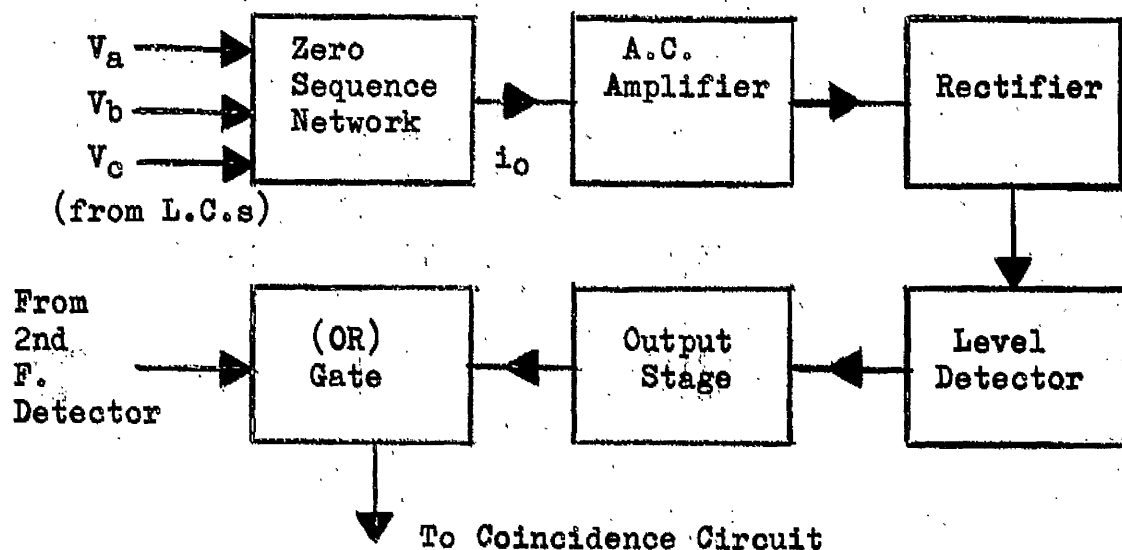 Va
Vb
Vc
(from L.C.s)
Zero
Sequence
Network
io
A.C.
Amplifier
Rectifier
From
2nd
F.
Detector
(OR)
Gate
Output
Stage
Level
Detector
To Coincidence Circuit